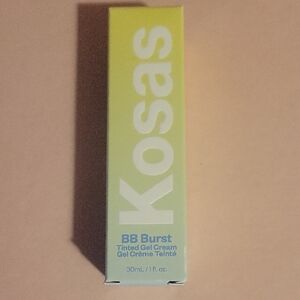 Kosas
BB Burst
Tinted Gel Cream
Gel Crème Teinté
30mL / 1 fl. oz.